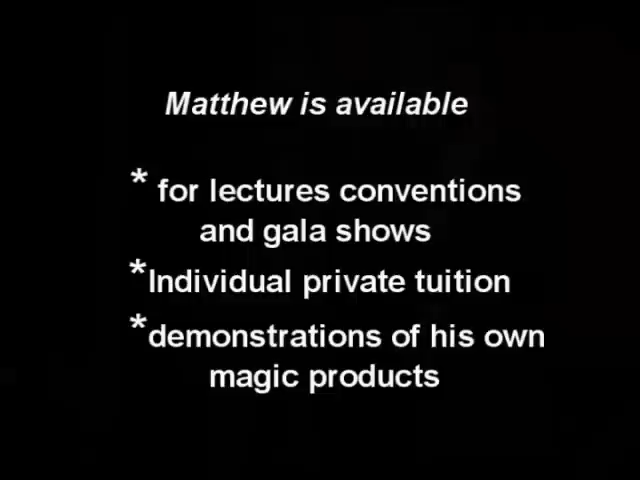 Matthew is available
* for lectures conventions
and gala shows
*Individual private tuition
*demonstrations of his own
magic products